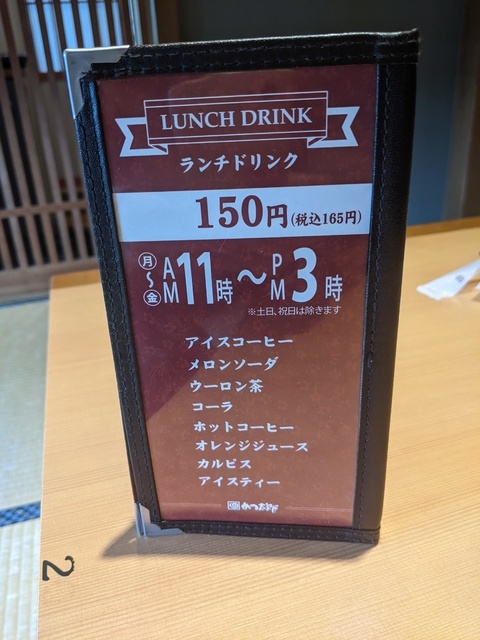 LUNCH DRINK
ランチドリンク
150円(税込165円)
月〜金 AM11時〜PM3時
※土日、祝日は除きます
アイスコーヒー
メロンソーダ
ウーロン茶
コーラ
ホットコーヒー
オレンジジュース
カルピス
アイスティー
2